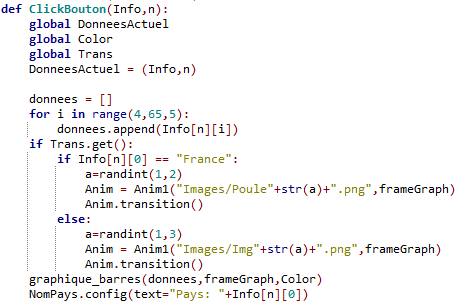 def ClickBouton(Info,n):
    global DonneesActuel
    global Color
    global Trans
    DonneesActuel = (Info,n)

    donnees = []
    for i in range(4,65,5):
        donnees.append(Info[n][i])
    if Trans.get():
        if Info[n][0] == "France":
            a=randint(1,2)
            Anim = Anim1("Images/Poule"+str(a)+".png",frameGraph)
            Anim.transition()
        else:
            a=randint(1,3)
            Anim = Anim1("Images/Img"+str(a)+".png",frameGraph)
            Anim.transition()
    graphique_barres(donnees,frameGraph,Color)
    NomPays.config(text="Pays: "+Info[n][0])